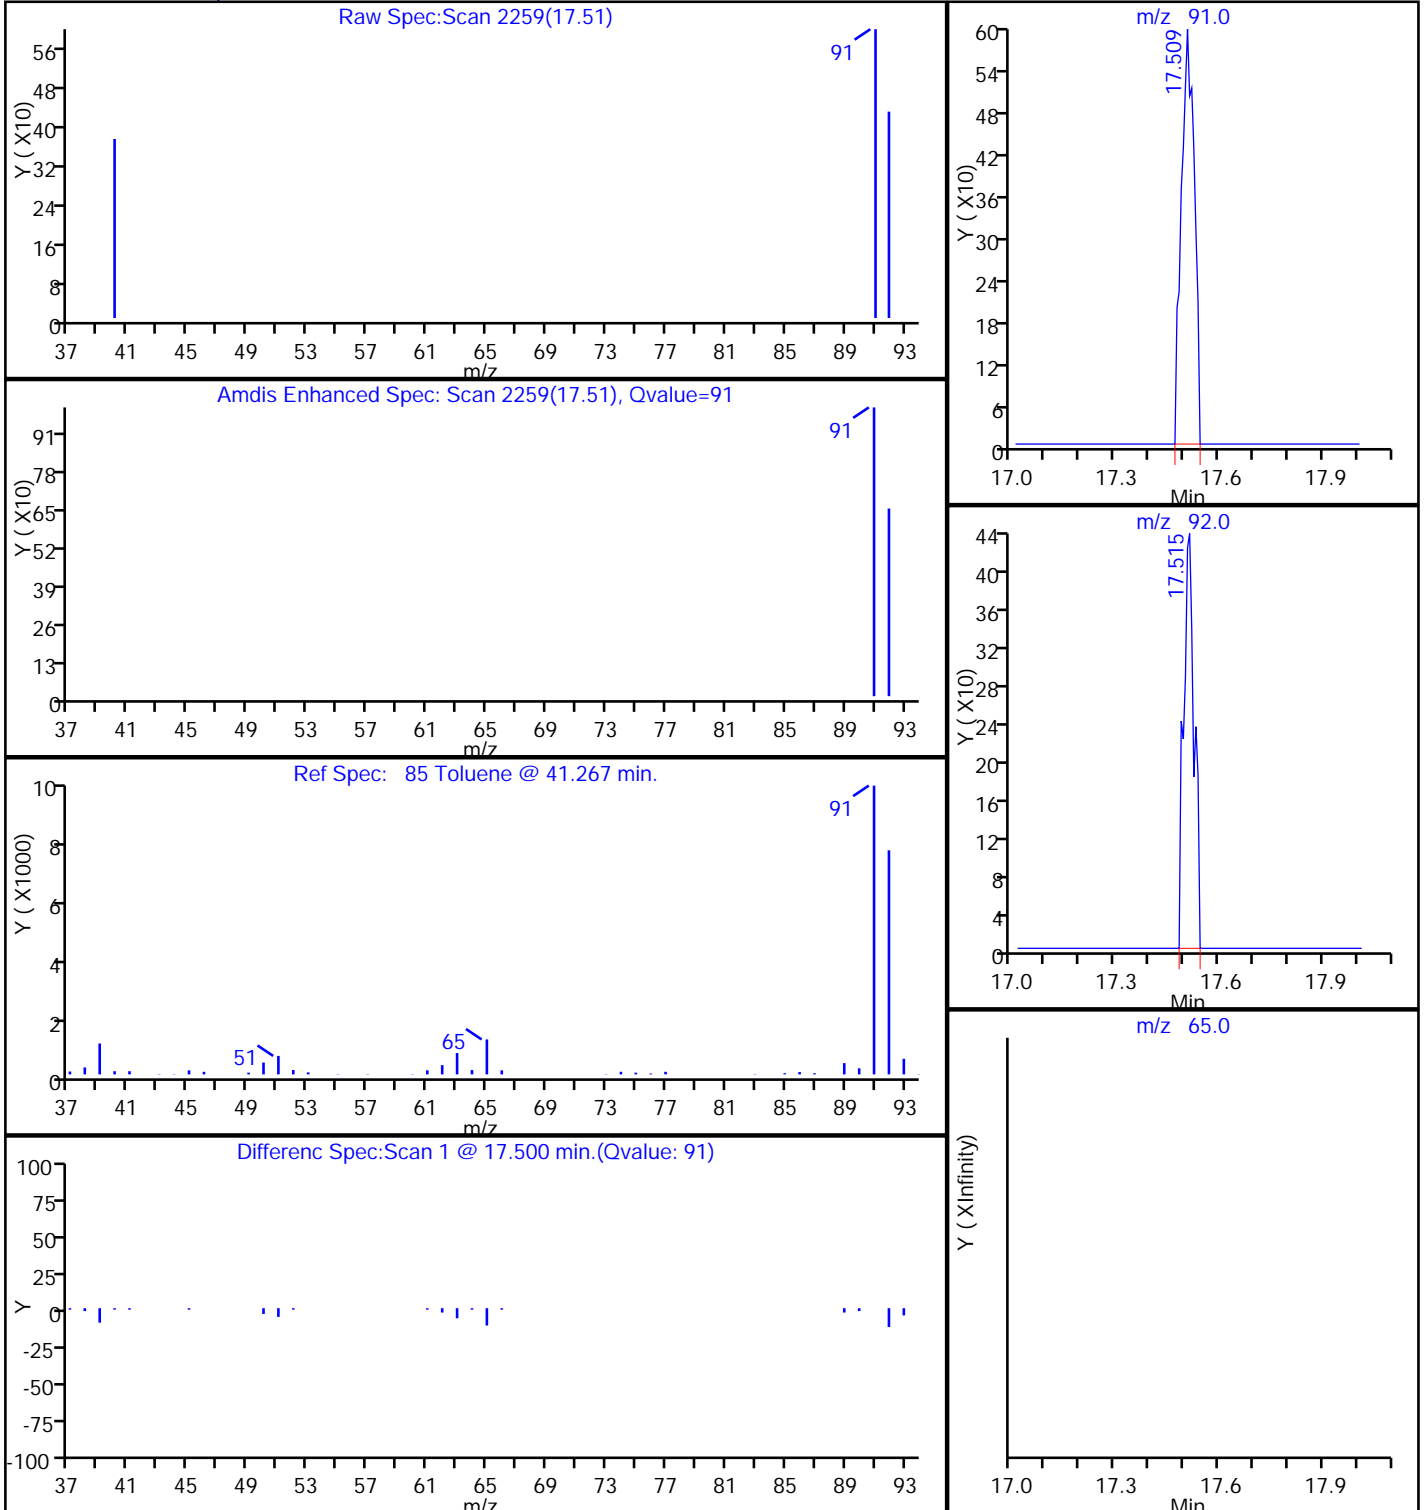 Raw Spec:Scan 2259(17.51)
91
Y ( X10)
56
48
40
32
24
16
8
0
37 41 45 49 53 57 61 65 69 73 77 81 85 89 93
m/z
Amdis Enhanced Spec: Scan 2259(17.51), Qvalue=91
91
Y ( X10)
91
78
65
52
39
26
13
0
37 41 45 49 53 57 61 65 69 73 77 81 85 89 93
m/z
Ref Spec: 85 Toluene @ 41.267 min.
91
65
51
Y ( X1000)
10
8
6
4
2
0
37 41 45 49 53 57 61 65 69 73 77 81 85 89 93
m/z
Differenc Spec:Scan 1 @ 17.500 min.(Qvalue: 91)
Y
100
75
50
25
0
-25
-50
-75
-100
37 41 45 49 53 57 61 65 69 73 77 81 85 89 93
m/z
m/z 91.0
17.509
Y ( X10)
60
54
48
42
36
30
24
18
12
6
0
17.0 17.3 17.6 17.9
Min
m/z 92.0
17.515
Y ( X10)
44
40
36
32
28
24
20
16
12
8
4
0
17.0 17.3 17.6 17.9
Min
m/z 65.0
Y ( XInfinity)
17.0 17.3 17.6 17.9
Min